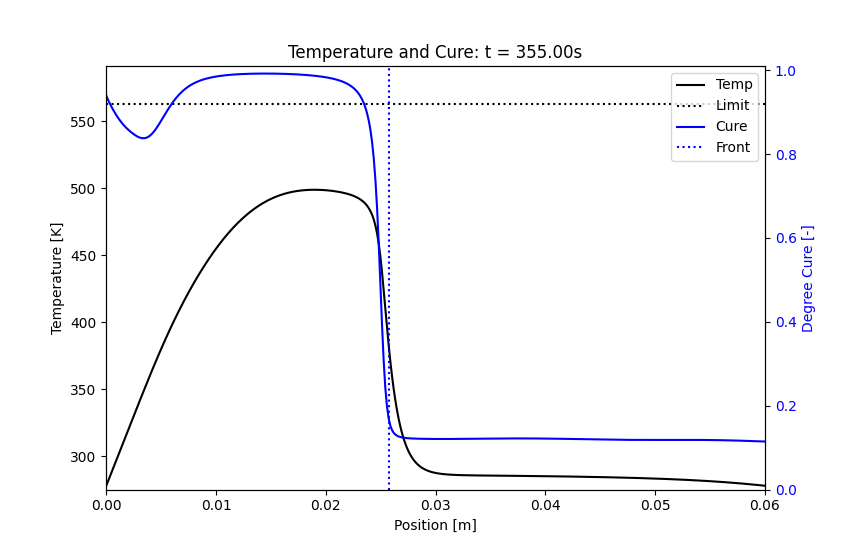 Temperature and Cure: t = 355.00s
Temp
Limit
Cure
Front
Temperature [K]
550
500
450
400
350
300
Degree Cure [-]
1.0
0.8
0.6
0.4
0.2
0.0
0.00 0.01 0.02 0.03 0.04 0.05 0.06
Position [m]